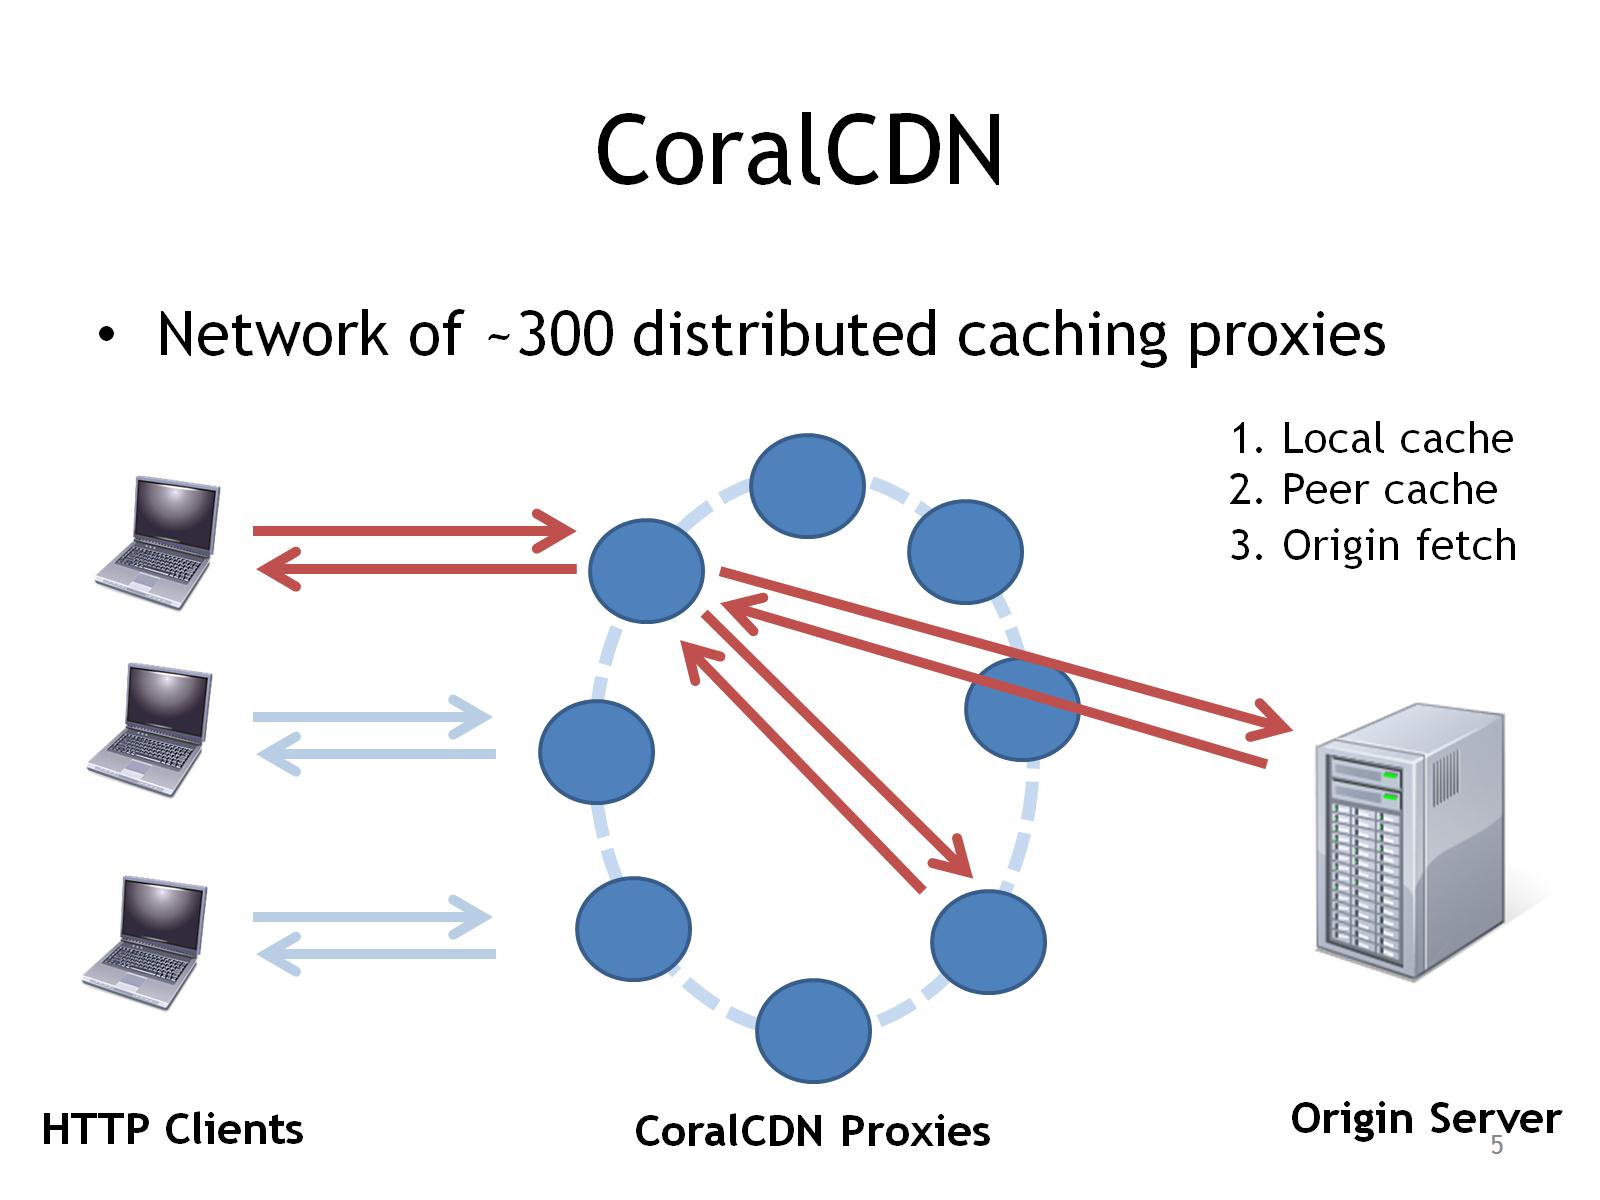 CoralCDN
• Network of ~300 distributed caching proxies
1. Local cache
2. Peer cache
3. Origin fetch
HTTP Clients
CoralCDN Proxies
Origin Server
5